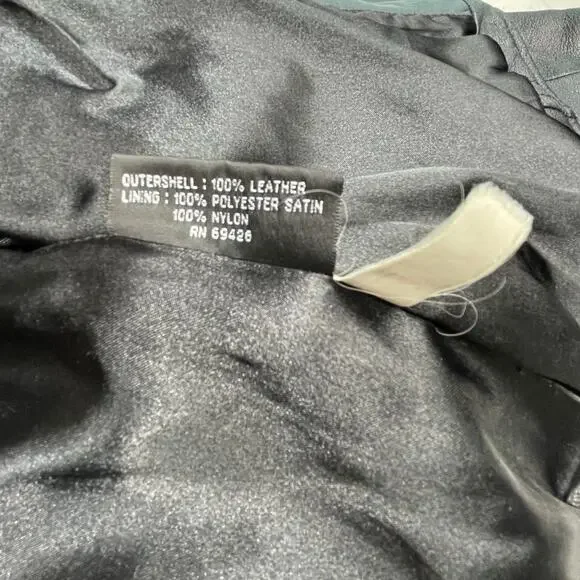 OUTERSHELL : 100% LEATHER
LINING : 100% POLYESTER SATIN
100% NYLON
RN 69426